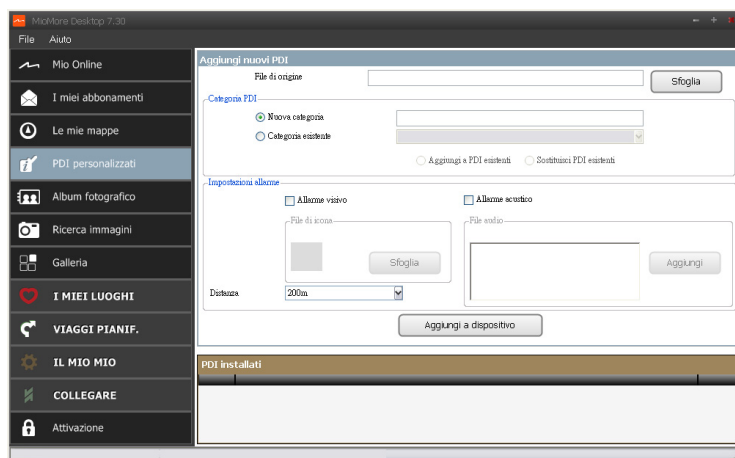 MioMore Desktop 7.30
File Aiuto
Mio Online
I miei abbonamenti
Le mie mappe
PDI personalizzati
Album fotografico
Ricerca immagini
Galleria
I MIEI LUOGHI
VIAGGI PIANIF.
IL MIO MIO
COLLEGARE
Attivazione
Aggiungi nuovi PDI
File di origine Sfoglia
Categoria PDI
Nuova categoria
Categoria esistente
Aggiungi a PDI esistenti Sostituisci PDI esistenti
Impostazioni allarme
Allarme visivo Allarme acustico
File di icona File audio
Sfoglia Aggiungi
Distanza 200m
Aggiungi a dispositivo
PDI installati